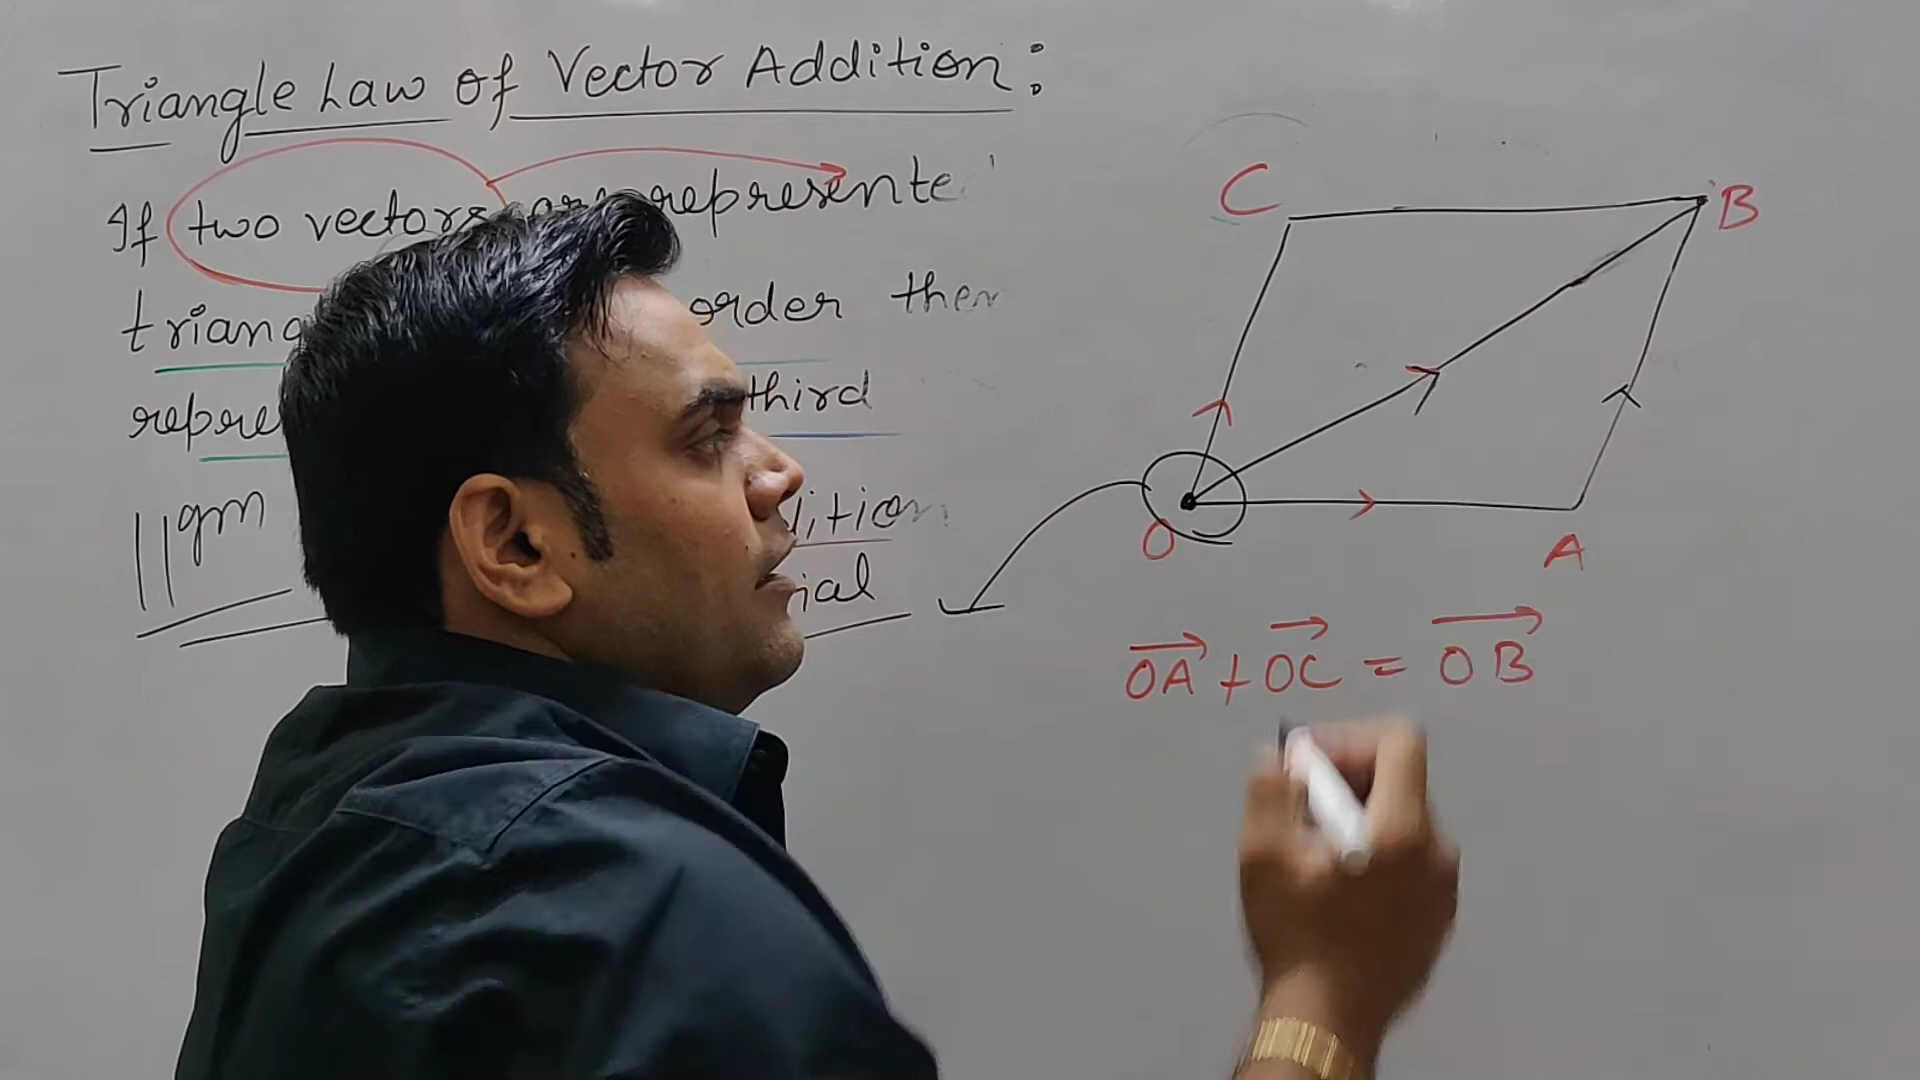 Triangle Law of Vector Addition :
If two vectors are represente
triang order then
repre third
||gm dition
ial
C
B
O
A
OA + OC = OB